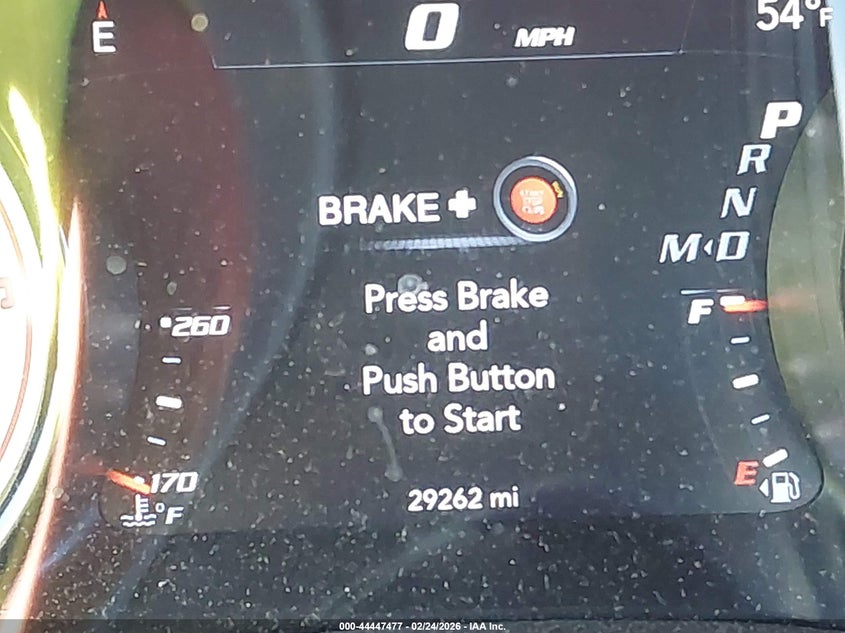 E
0 MPH
54°F
P
R
N
M◂D
BRAKE +
Press Brake
and
Push Button
to Start
260
170
°F
F
E
29262 mi
000-44447477 - 02/24/2026 - IAA Inc.